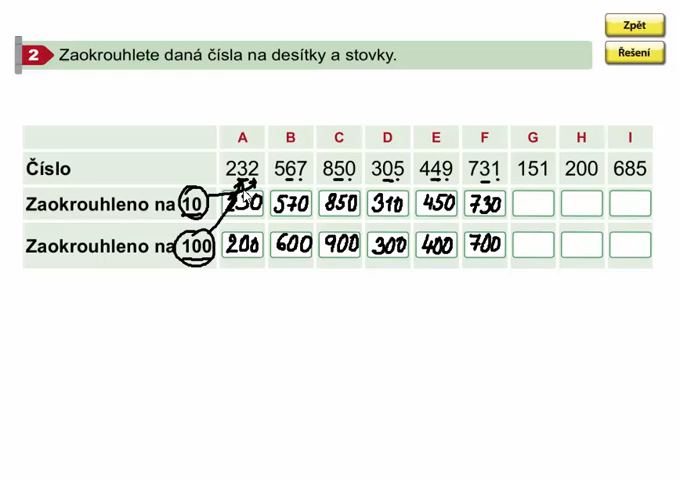 Zpět
2 Zaokrouhlete daná čísla na desítky a stovky.
Řešení
A B C D E F G H I
Číslo 232 567 850 305 449 731 151 200 685
Zaokrouhleno na 10 230 570 850 310 450 730
Zaokrouhleno na 100 200 600 900 300 400 700